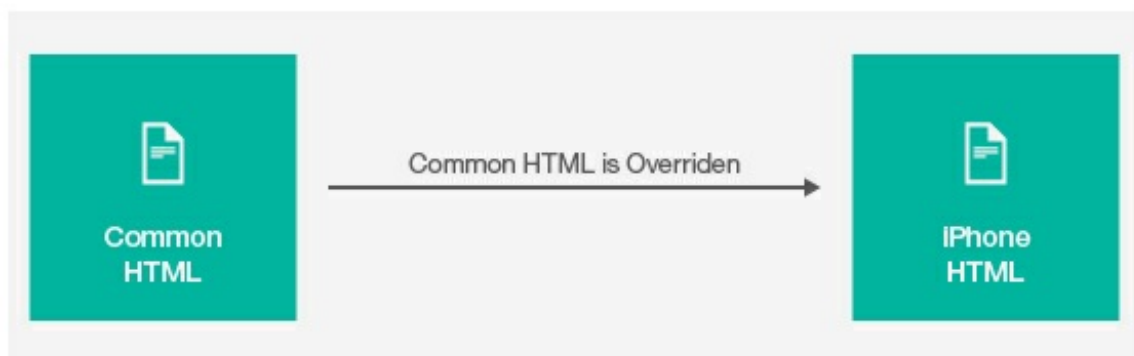 Common HTML is Overriden
Common
HTML
iPhone
HTML